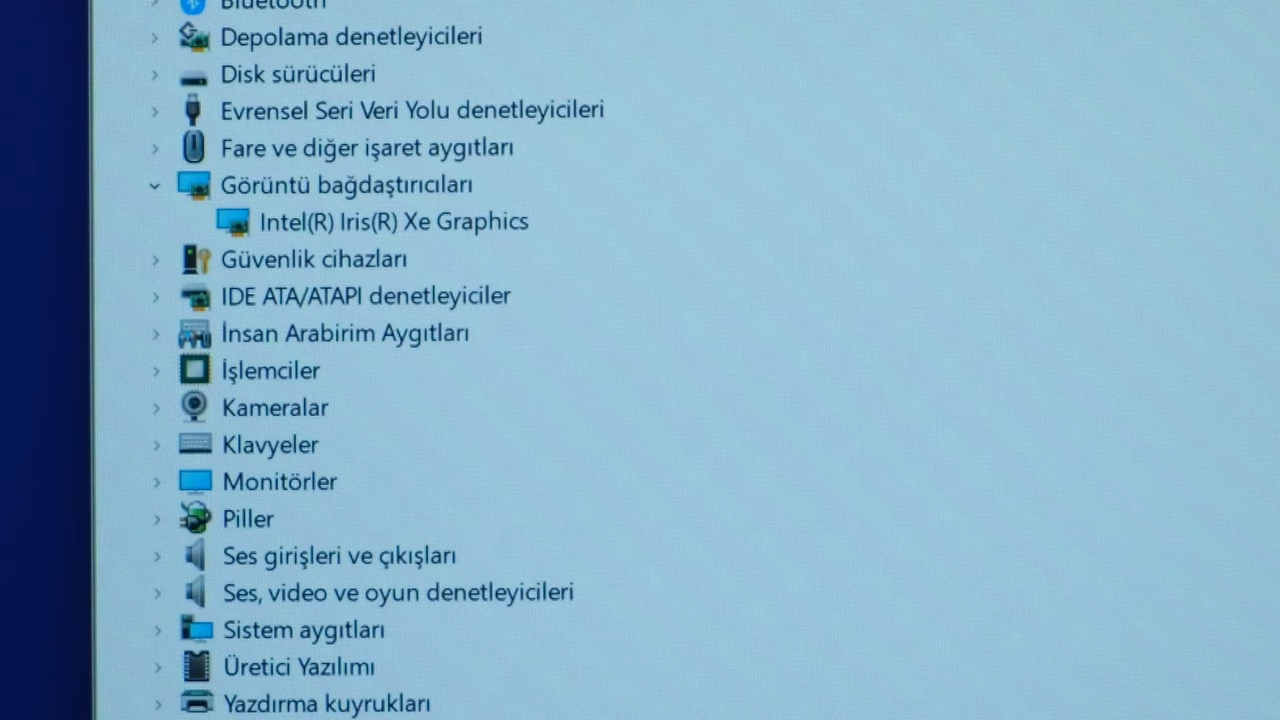 Bluetooth
Depolama denetleyicileri
Disk sürücüleri
Evrensel Seri Veri Yolu denetleyicileri
Fare ve diğer işaret aygıtları
Görüntü bağdaştırıcıları
Intel(R) Iris(R) Xe Graphics
Güvenlik cihazları
IDE ATA/ATAPI denetleyiciler
İnsan Arabirim Aygıtları
İşlemciler
Kameralar
Klavyeler
Monitörler
Piller
Ses girişleri ve çıkışları
Ses, video ve oyun denetleyicileri
Sistem aygıtları
Üretici Yazılımı
Yazdırma kuyrukları